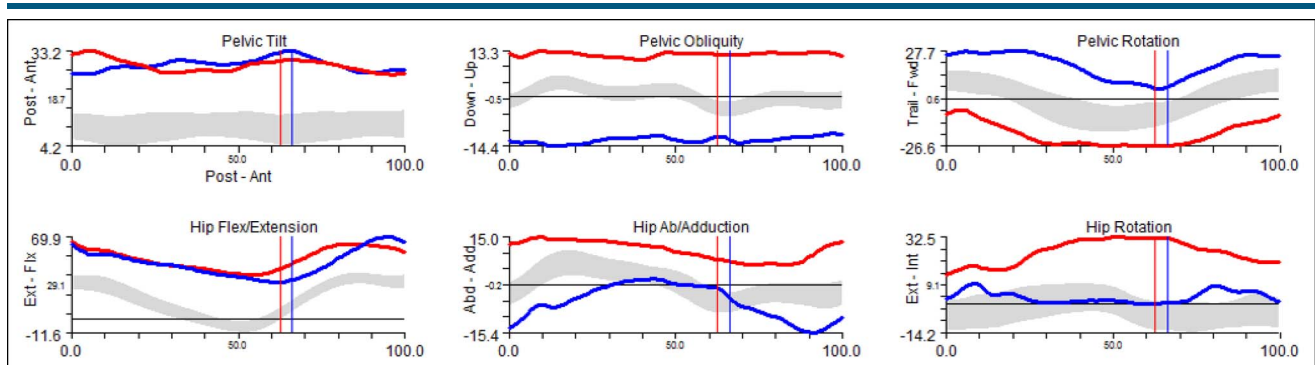 Pelvic Tilt
33.2
Post - Ant
18.7
4.2
0.0
50.0
100.0
Post - Ant
Pelvic Obliquity
13.3
Down - Up
-0.5
-14.4
0.0
50.0
100.0
Pelvic Rotation
27.7
Trail - Fwd
0.6
-26.6
0.0
50.0
100.0
Hip Flex/Extension
69.9
Ext - Flx
29.1
-11.6
0.0
50.0
100.0
Hip Ab/Adduction
15.0
Abd - Add
-0.2
-15.4
0.0
50.0
100.0
Hip Rotation
32.5
Ext - Int
9.1
-14.2
0.0
50.0
100.0